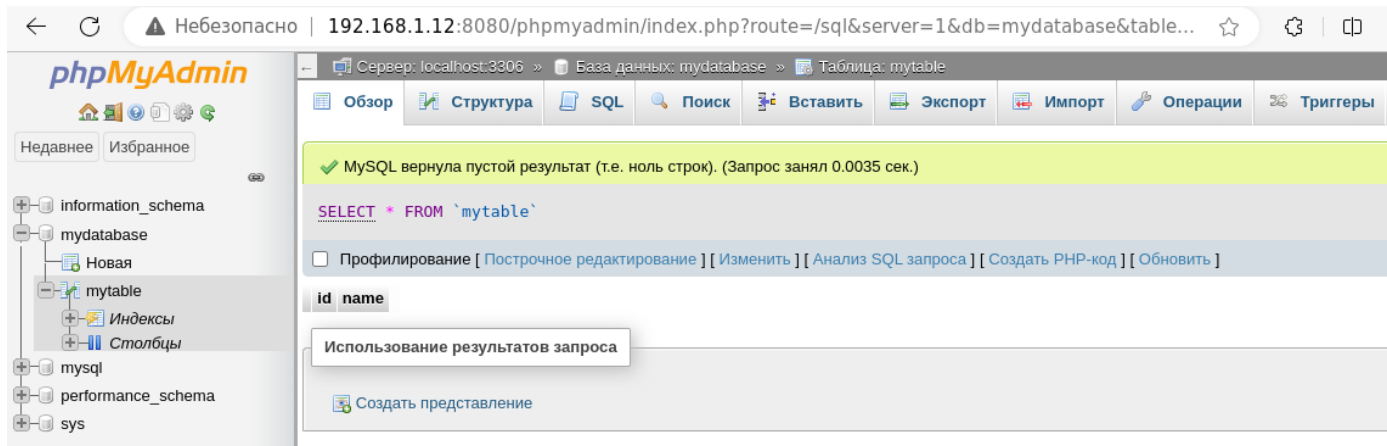 Небезопасно | 192.168.1.12:8080/phpmyadmin/index.php?route=/sql&server=1&db=mydatabase&table...
phpMyAdmin
Недавнее Избранное
information_schema
mydatabase
Новая
mytable
Индексы
Столбцы
mysql
performance_schema
sys
Сервер: localhost:3306 » База данных: mydatabase » Таблица: mytable
Обзор Структура SQL Поиск Вставить Экспорт Импорт Операции Триггеры
MySQL вернула пустой результат (т.е. ноль строк). (Запрос занял 0.0035 сек.)
SELECT * FROM `mytable`
Профилирование [ Построчное редактирование ] [ Изменить ] [ Анализ SQL запроса ] [ Создать PHP-код ] [ Обновить ]
id name
Использование результатов запроса
Создать представление